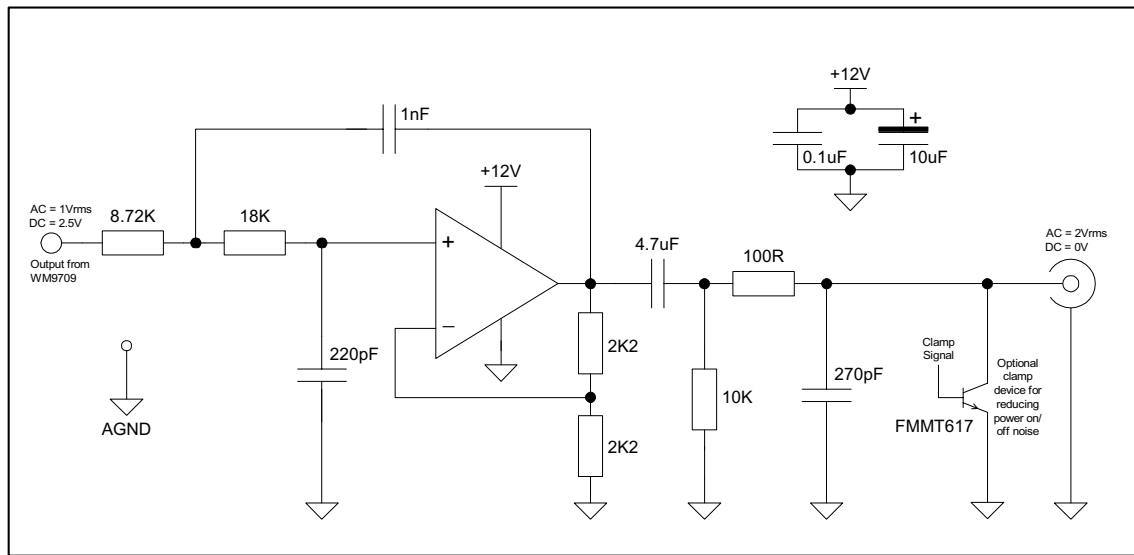 +12V
+
0.1uF
10uF
1nF
+12V
AC = 1Vrms
DC = 2.5V
8.72K
18K
Output from
WM9709
+
−
4.7uF
100R
AC = 2Vrms
DC = 0V
220pF
2K2
2K2
10K
270pF
Clamp
Signal
FMMT617
Optional
clamp
device for
reducing
power on/
off noise
AGND